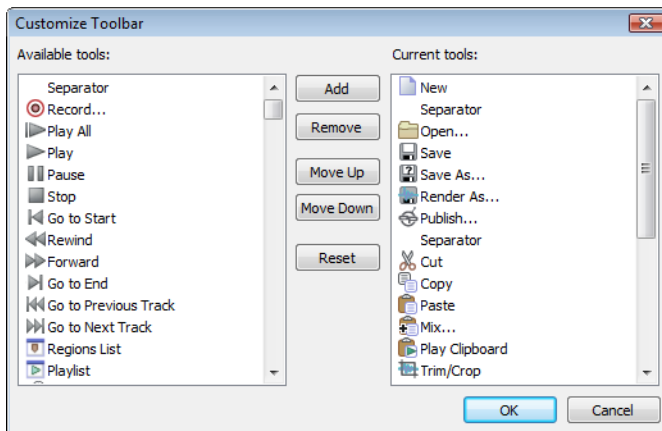 Customize Toolbar
Available tools:
Separator
Record...
Play All
Play
Pause
Stop
Go to Start
Rewind
Forward
Go to End
Go to Previous Track
Go to Next Track
Regions List
Playlist
Add
Remove
Move Up
Move Down
Reset
Current tools:
New
Separator
Open...
Save
Save As...
Render As...
Publish...
Separator
Cut
Copy
Paste
Mix...
Play Clipboard
Trim/Crop
OK
Cancel